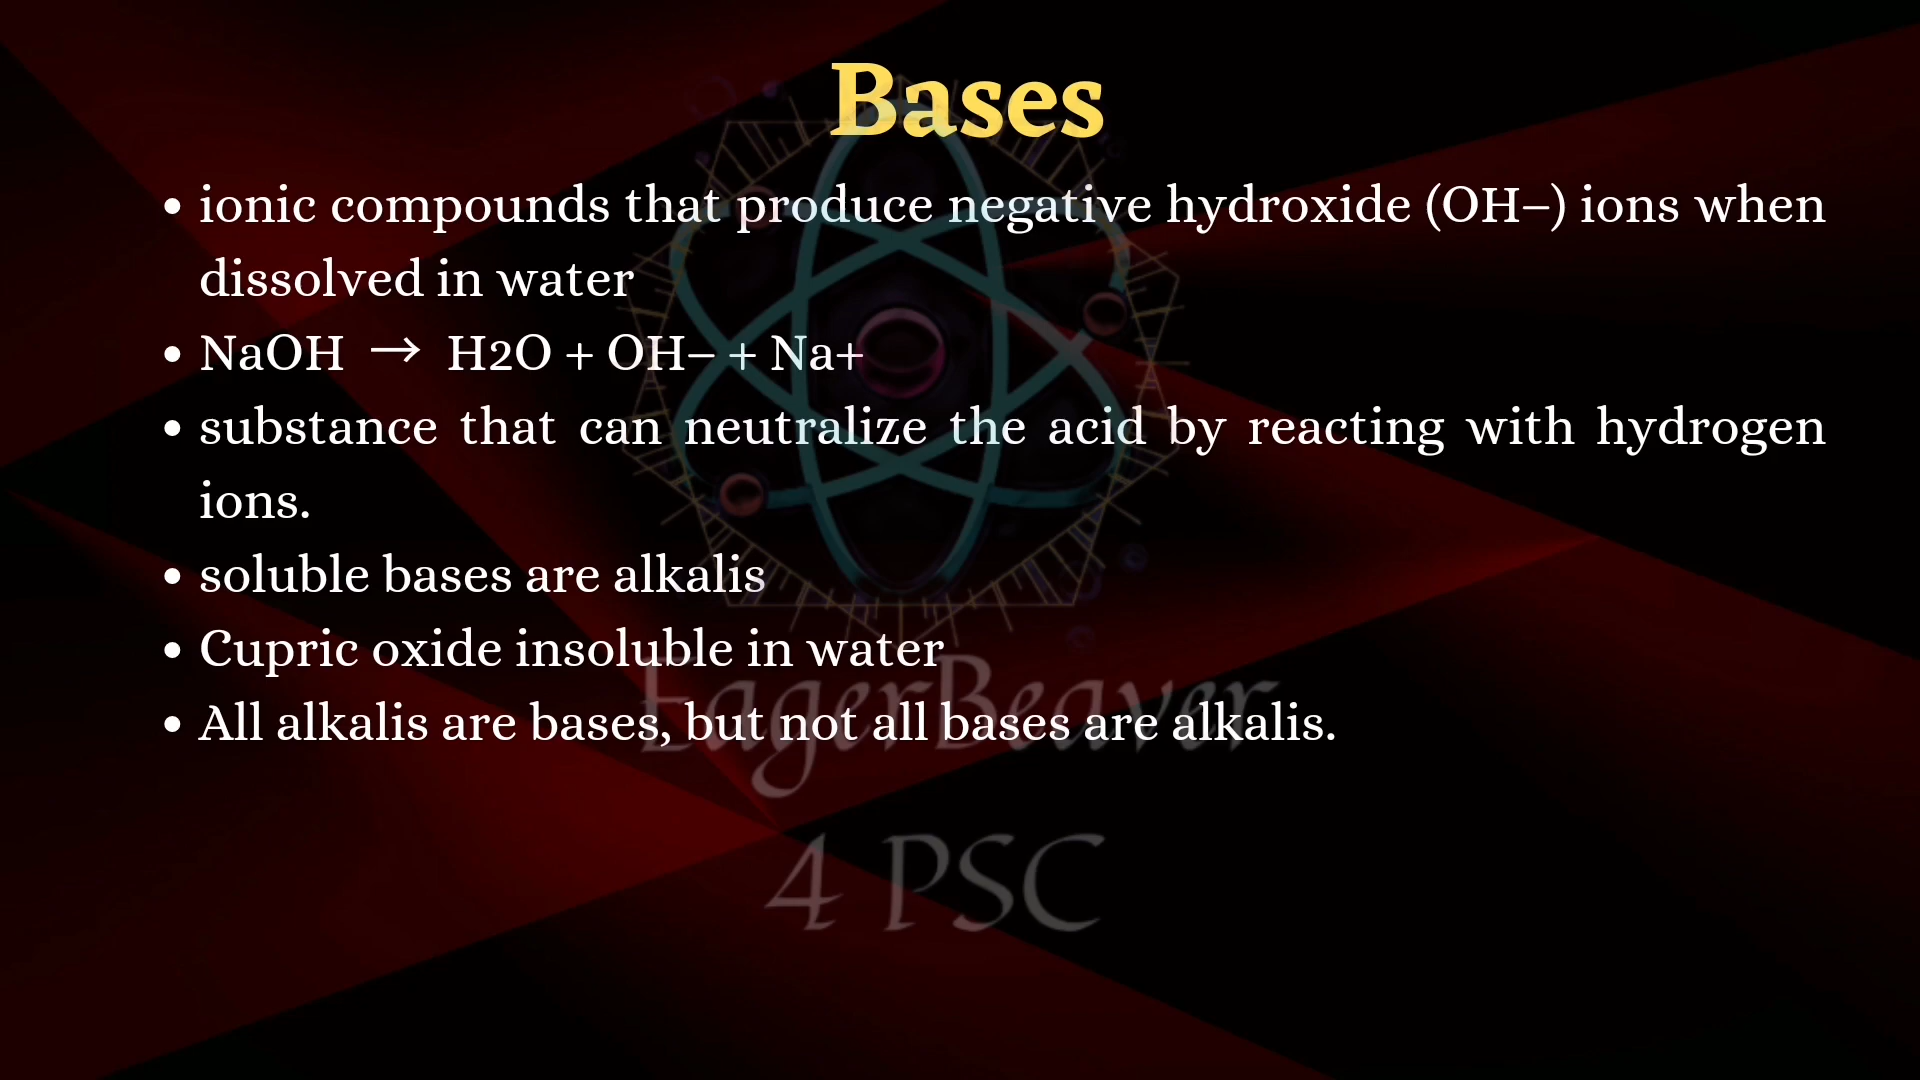 Bases
• ionic compounds that produce negative hydroxide (OH–) ions when
dissolved in water
• NaOH → H2O + OH– + Na+
• substance that can neutralize the acid by reacting with hydrogen
ions.
• soluble bases are alkalis
• Cupric oxide insoluble in water
• All alkalis are bases, but not all bases are alkalis.
EagerBeaver
4 PSC